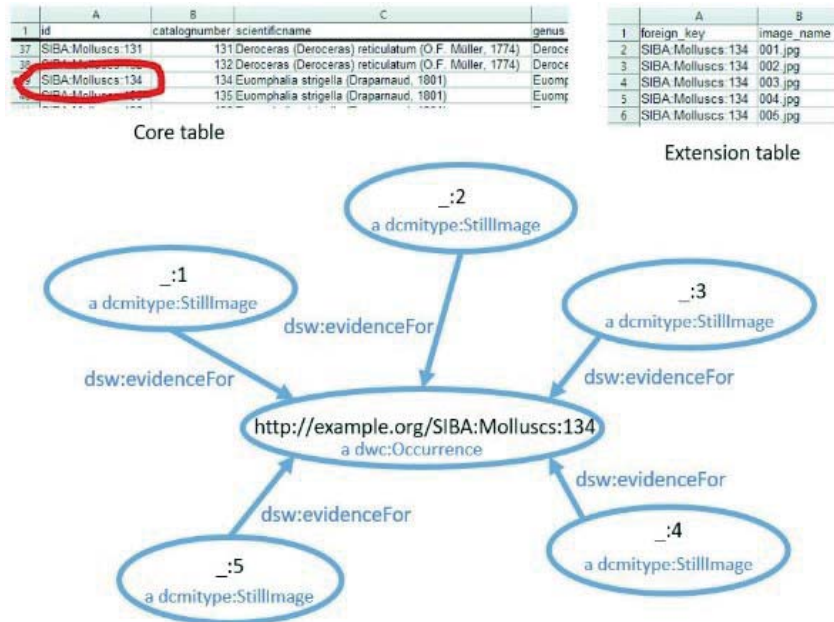 A B C
1 id catalognumber scientificname genus
37 SIBA:Molluscs:131 131 Deroceras (Deroceras) reticulatum (O.F. Müller, 1774) Deroce
132 Deroceras (Deroceras) reticulatum (O.F. Müller, 1774) Deroce
SIBA:Molluscs:134 134 Euomphalia strigella (Draparnaud, 1801) Euomp
135 Euomphalia strigella (Draparnaud, 1801) Euomp
Core table
A B
1 foreign_key image_name
2 SIBA:Molluscs:134 001.jpg
3 SIBA:Molluscs:134 002.jpg
4 SIBA:Molluscs:134 003.jpg
5 SIBA:Molluscs:134 004.jpg
6 SIBA:Molluscs:134 005.jpg
Extension table
_:2
a dcmitype:StillImage
_:1
a dcmitype:StillImage
_:3
a dcmitype:StillImage
dsw:evidenceFor
dsw:evidenceFor
dsw:evidenceFor
http://example.org/SIBA:Molluscs:134
a dwc:Occurrence
dsw:evidenceFor
dsw:evidenceFor
_:4
a dcmitype:StillImage
_:5
a dcmitype:StillImage